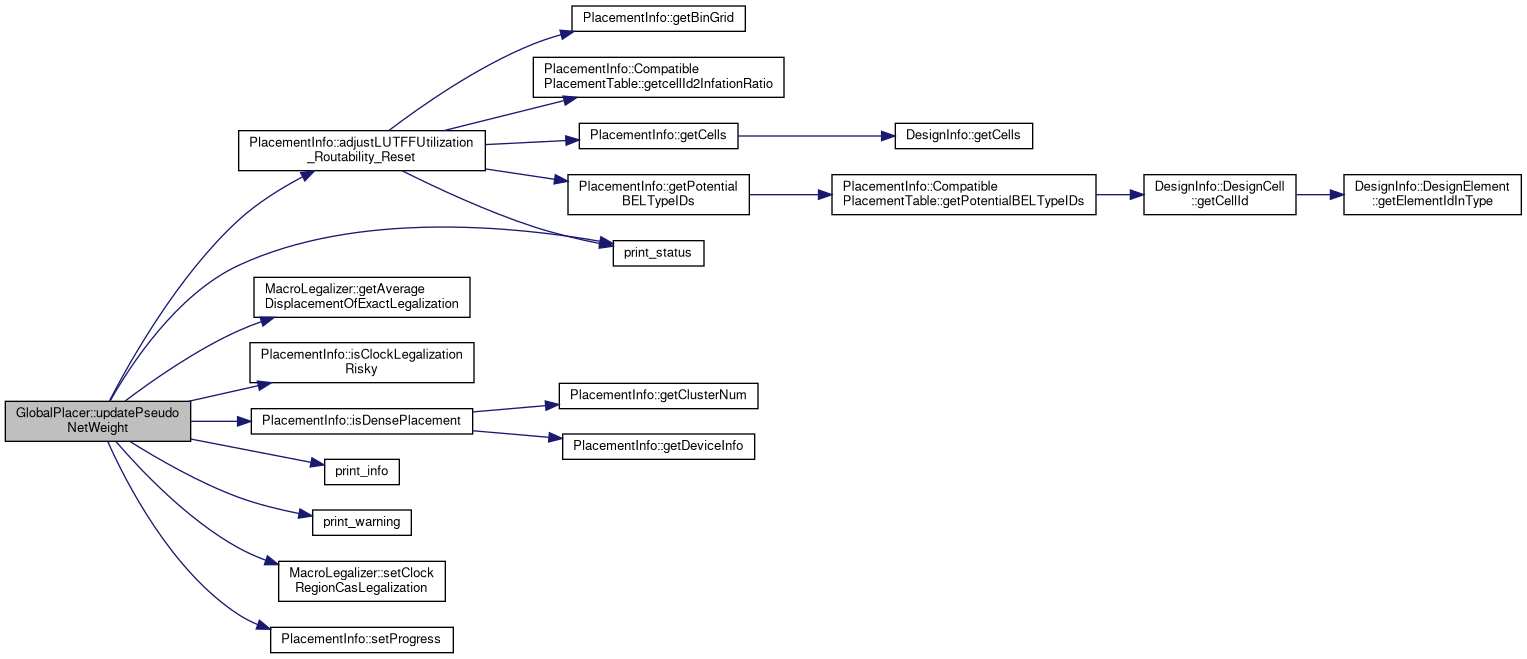 PlacementInfo::getBinGrid
PlacementInfo::Compatible
PlacementTable::getcellId2InfationRatio
PlacementInfo::adjustLUTFFUtilization
_Routability_Reset
PlacementInfo::getCells
DesignInfo::getCells
PlacementInfo::getPotential
BELTypeIDs
PlacementInfo::Compatible
PlacementTable::getPotentialBELTypeIDs
DesignInfo::DesignCell
::getCellId
DesignInfo::DesignElement
::getElementIdInType
print_status
MacroLegalizer::getAverage
DisplacementOfExactLegalization
PlacementInfo::isClockLegalization
Risky
GlobalPlacer::updatePseudo
NetWeight
PlacementInfo::isDensePlacement
PlacementInfo::getClusterNum
PlacementInfo::getDeviceInfo
print_info
print_warning
MacroLegalizer::setClock
RegionCasLegalization
PlacementInfo::setProgress